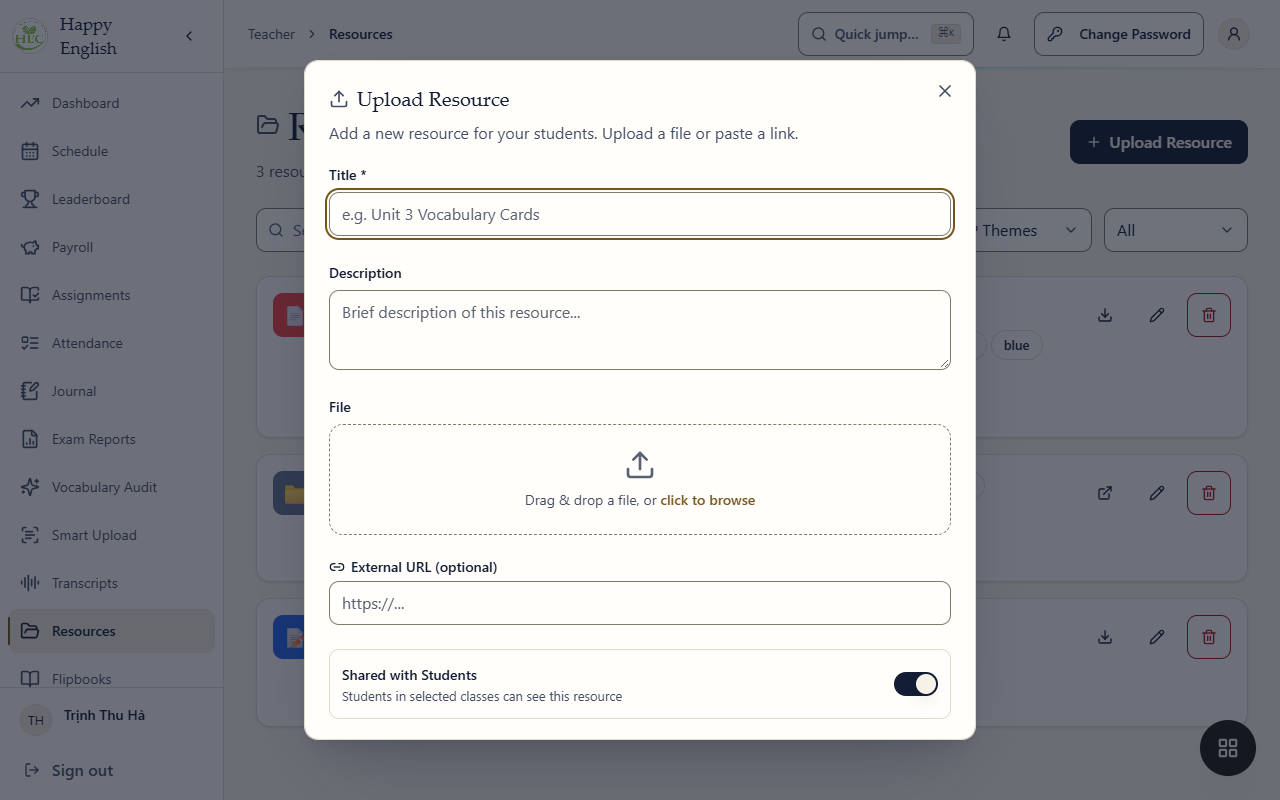 HEC
Happy
English
Teacher
Resources
Quick jump...
⌘K
Change Password
Dashboard
Schedule
Leaderboard
Payroll
Assignments
Attendance
Journal
Exam Reports
Vocabulary Audit
Smart Upload
Transcripts
Resources
Flipbooks
TH
Trịnh Thu Hà
Sign out
3
Upload Resource
Themes
All
blue
Upload Resource
Add a new resource for your students. Upload a file or paste a link.
Title *
e.g. Unit 3 Vocabulary Cards
Description
Brief description of this resource...
File
Drag & drop a file, or click to browse
External URL (optional)
https://...
Shared with Students
Students in selected classes can see this resource